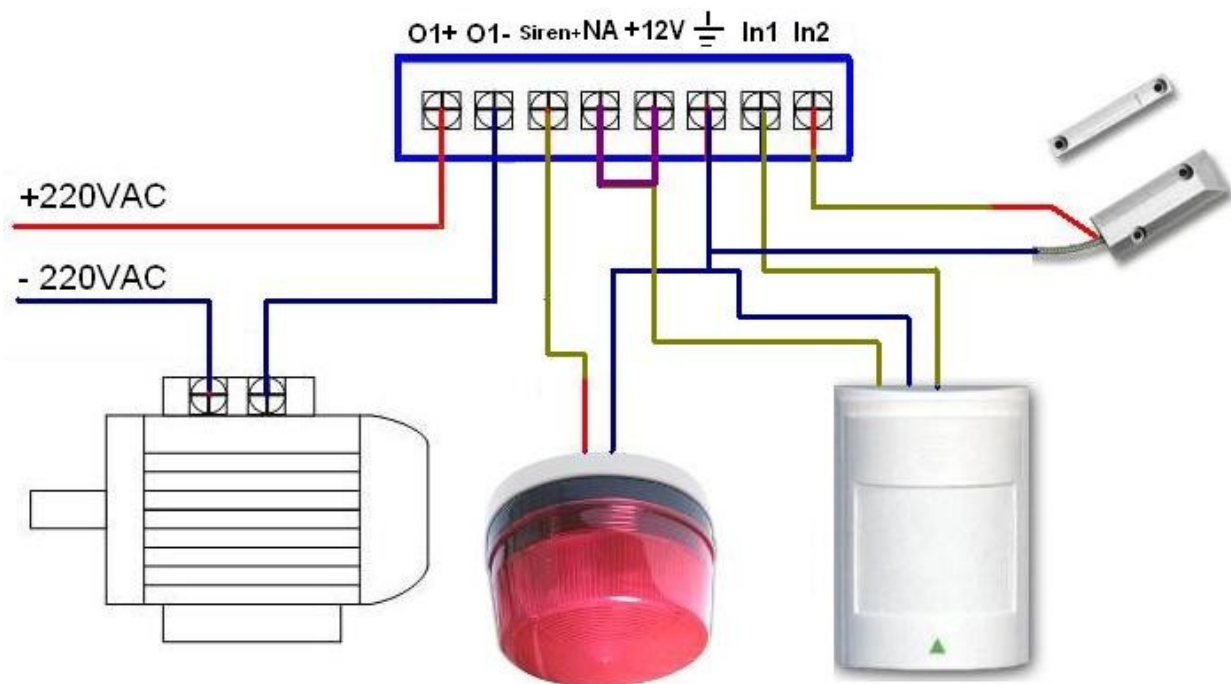 O1+ O1- Siren+ NA +12V In1 In2
+220VAC
- 220VAC